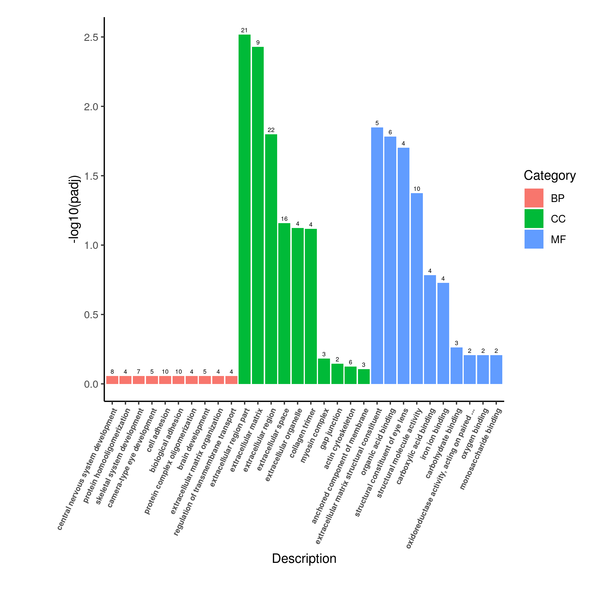 21
9
22
16
4
4
3
2
6
3
5
6
4
10
4
4
3
2
2
2
8
4
7
5
10
10
4
5
4
4
2.5
2.0
1.5
1.0
0.5
0.0
-log10(padj)
central nervous system development
protein homooligomerization
skeletal system development
camera-type eye development
cell adhesion
biological adhesion
protein complex oligomerization
brain development
extracellular matrix organization
regulation of transmembrane transport
extracellular region part
extracellular matrix
extracellular region
extracellular space
extracellular organelle
collagen trimer
myosin complex
gap junction
actin cytoskeleton
anchored component of membrane
extracellular matrix structural constituent
organic acid binding
structural constituent of eye lens
structural molecule activity
carboxylic acid binding
iron ion binding
carbohydrate binding
oxidoreductase activity, acting on paired ...
oxygen binding
monosaccharide binding
Description
Category
BP
CC
MF